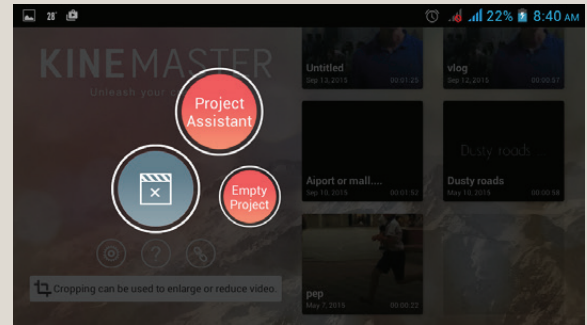 28°
22%
8:40 AM
KINEMASTER
Unleash your c
Project
Assistant
Empty
Project
Cropping can be used to enlarge or reduce video.
Untitled
Sep 13, 2015 00:01:25
vlog
Sep 12, 2015 00:00:57
Aiport or mall....
Sep 10, 2015 00:01:52
Dusty roads ...
Dusty roads
May 10, 2015 00:00:58
pep
May 7, 2015 00:00:22